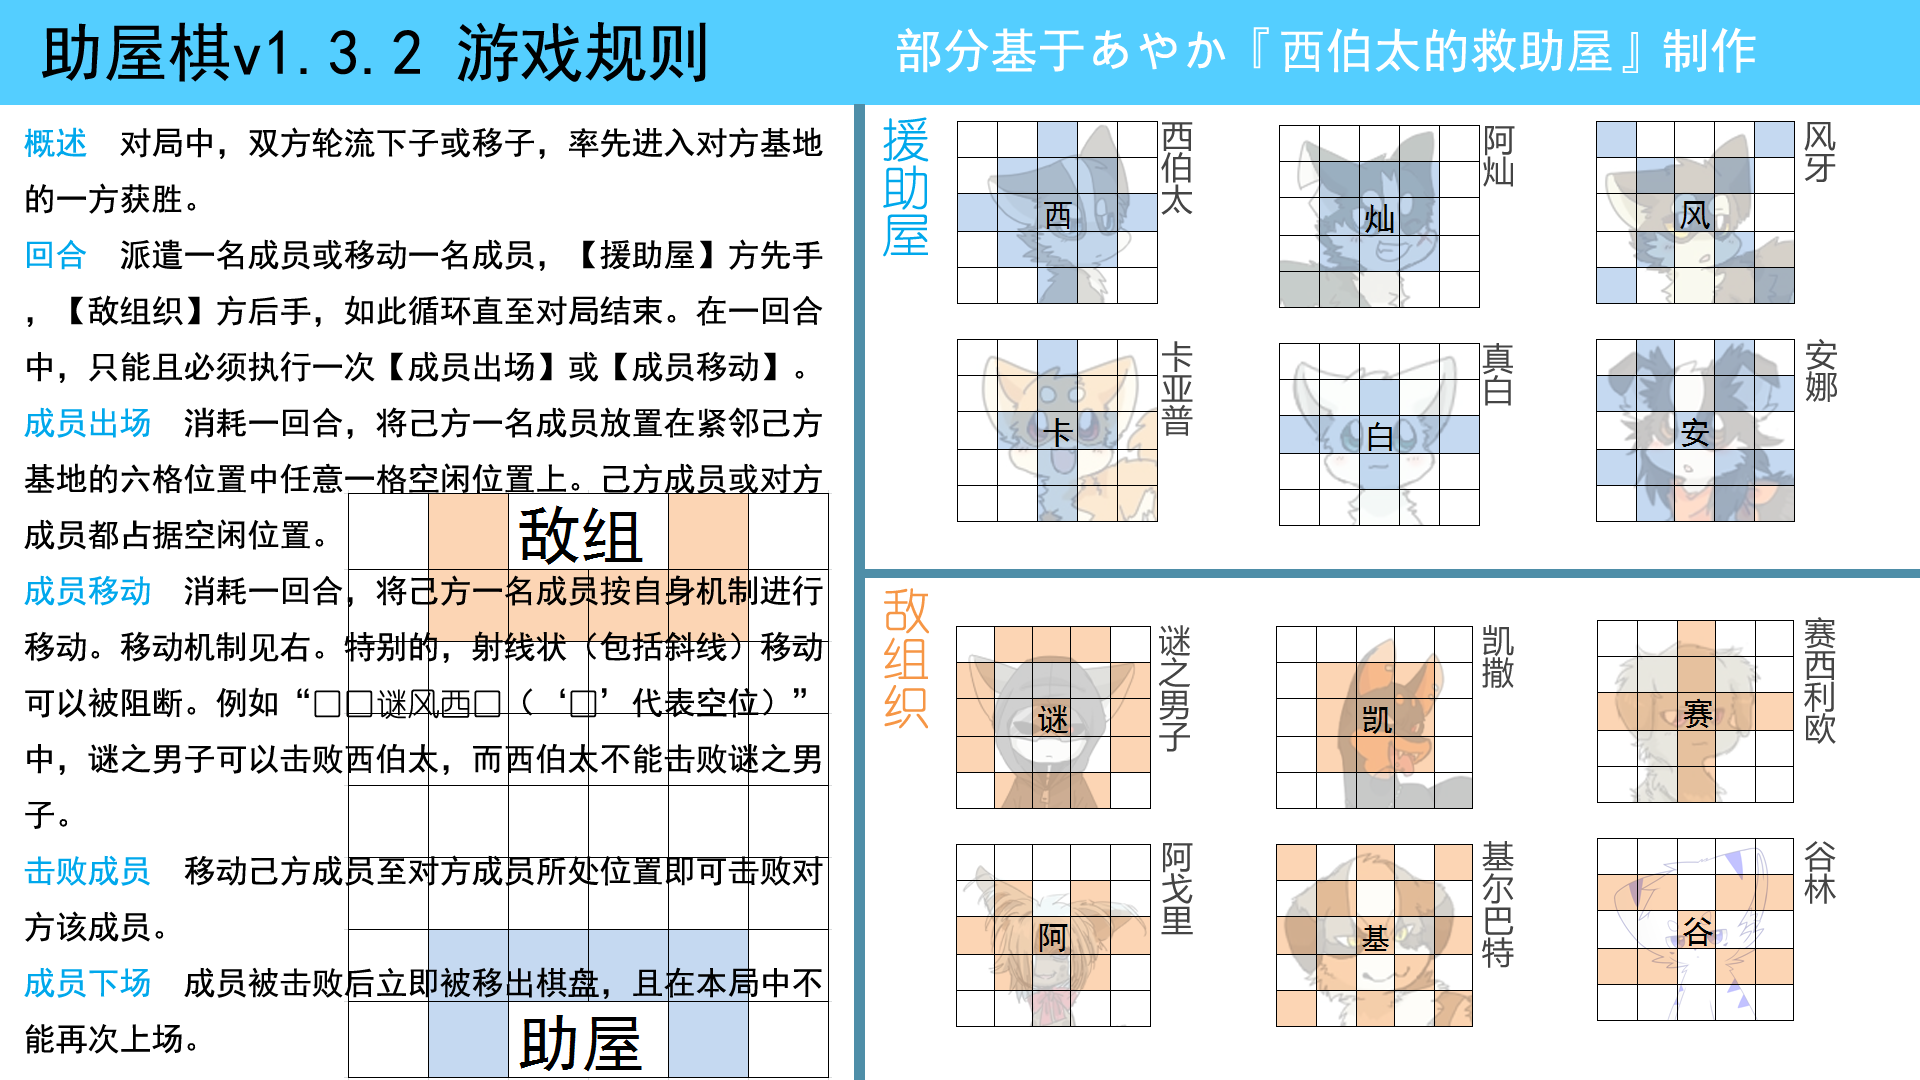 助屋棋v1.3.2 游戏规则
部分基于あやか『西伯太的救助屋』制作
概述 对局中，双方轮流下子或移子，率先进入对方基地
的一方获胜。
回合 派遣一名成员或移动一名成员，【援助屋】方先手
，【敌组织】方后手，如此循环直至对局结束。在一回合
中，只能且必须执行一次【成员出场】或【成员移动】。
成员出场 消耗一回合，将己方一名成员放置在紧邻己方
基地的六格位置中任意一格空闲位置上。己方成员或对方
成员都占据空闲位置。
成员移动 消耗一回合，将己方一名成员按自身机制进行
移动。移动机制见右。特别的，射线状（包括斜线）移动
可以被阻断。例如“□□谜风西□（‘□’代表空位）”
中，谜之男子可以击败西伯太，而西伯太不能击败谜之男
子。
击败成员 移动己方成员至对方成员所处位置即可击败对
方该成员。
成员下场 成员被击败后立即被移出棋盘，且在本局中不
能再次上场。
敌组
助屋
援助屋
西
西伯太
灿
阿灿
风
风牙
卡
卡亚普
白
真白
安
安娜
敌组织
谜
谜之男子
凯
凯撒
赛
赛西利欧
阿
阿戈里
基
基尔巴特
谷
谷林